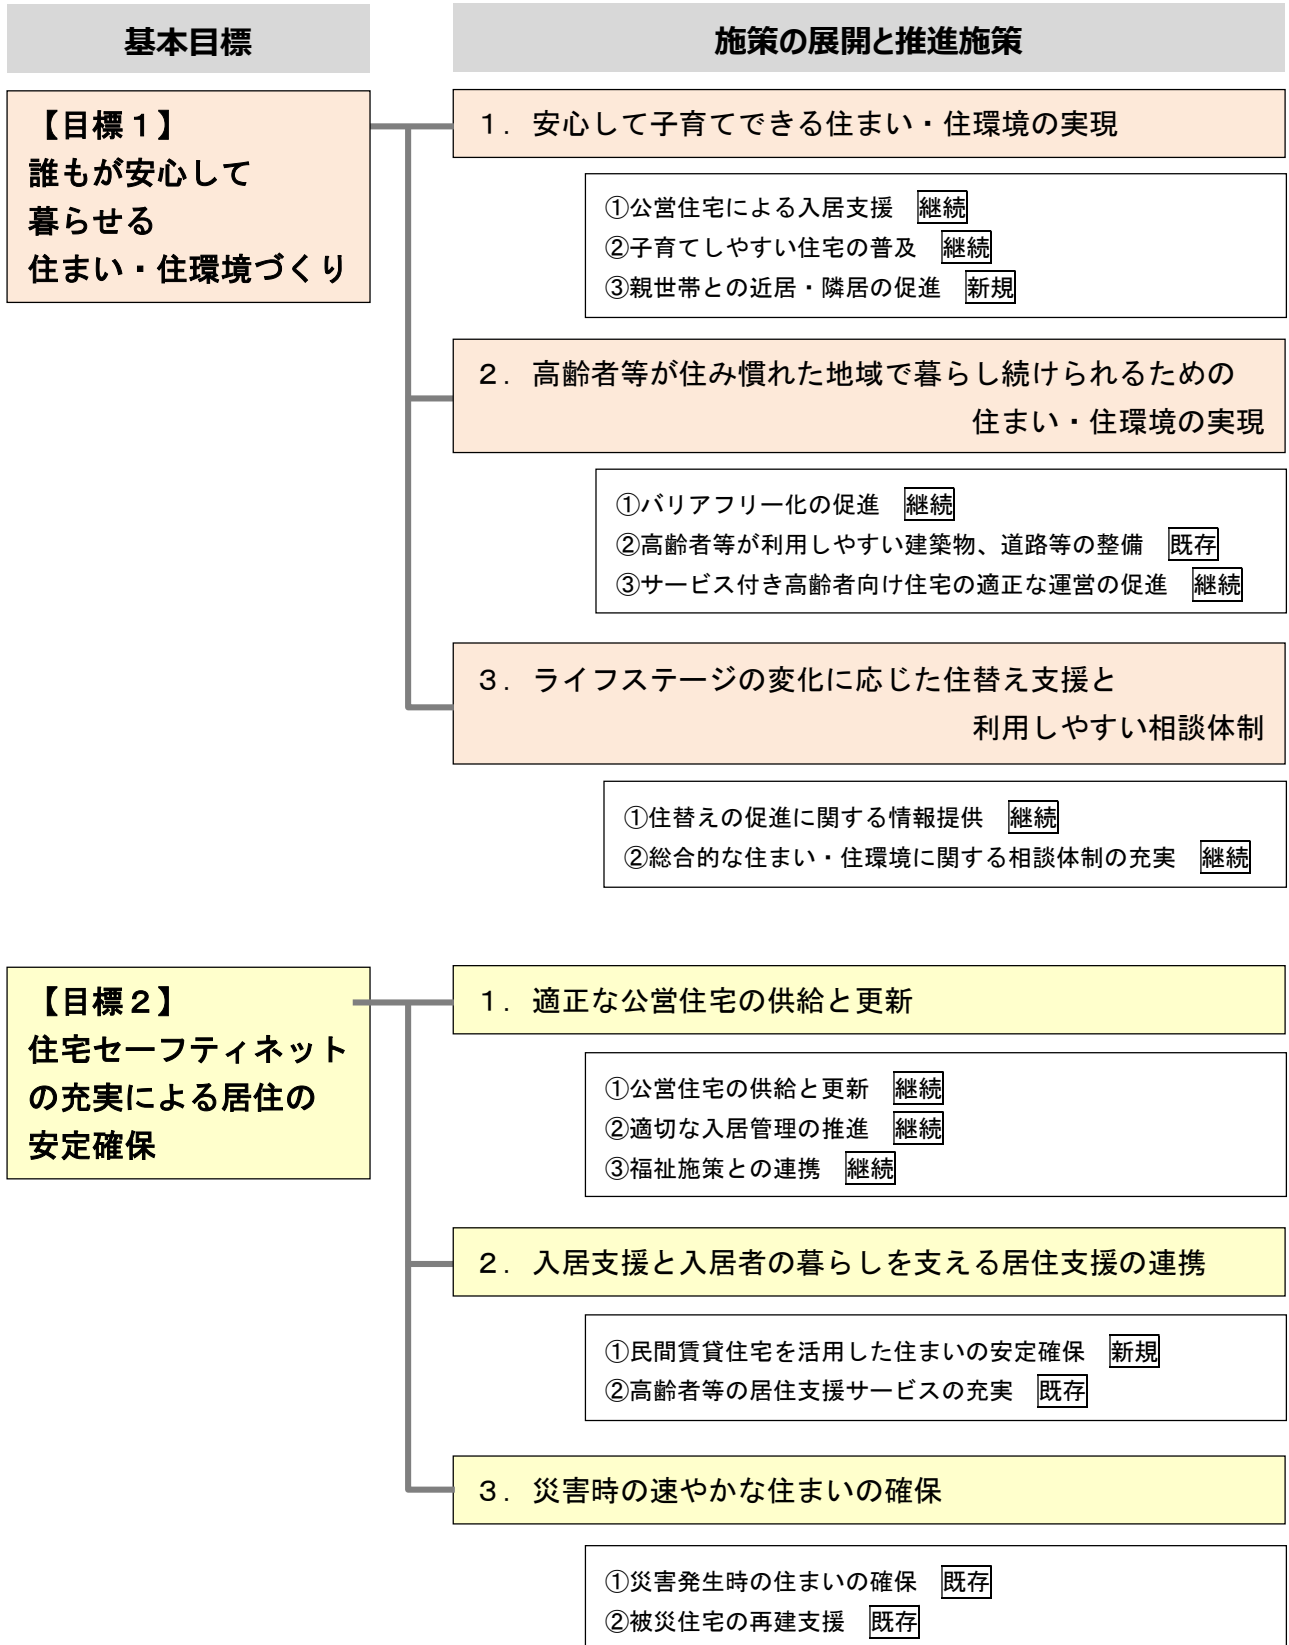 基本目標
施策の展開と推進施策
【目標１】
誰もが安心して
暮らせる
住まい・住環境づくり
１．安心して子育てできる住まい・住環境の実現
①公営住宅による入居支援　継続
②子育てしやすい住宅の普及　継続
③親世帯との近居・隣居の促進　新規
２．高齢者等が住み慣れた地域で暮らし続けられるための
住まい・住環境の実現
①バリアフリー化の促進　継続
②高齢者等が利用しやすい建築物、道路等の整備　既存
③サービス付き高齢者向け住宅の適正な運営の促進　継続
３．ライフステージの変化に応じた住替え支援と
利用しやすい相談体制
①住替えの促進に関する情報提供　継続
②総合的な住まい・住環境に関する相談体制の充実　継続
【目標２】
住宅セーフティネット
の充実による居住の
安定確保
１．適正な公営住宅の供給と更新
①公営住宅の供給と更新　継続
②適切な入居管理の推進　継続
③福祉施策との連携　継続
２．入居支援と入居者の暮らしを支える居住支援の連携
①民間賃貸住宅を活用した住まいの安定確保　新規
②高齢者等の居住支援サービスの充実　既存
３．災害時の速やかな住まいの確保
①災害発生時の住まいの確保　既存
②被災住宅の再建支援　既存